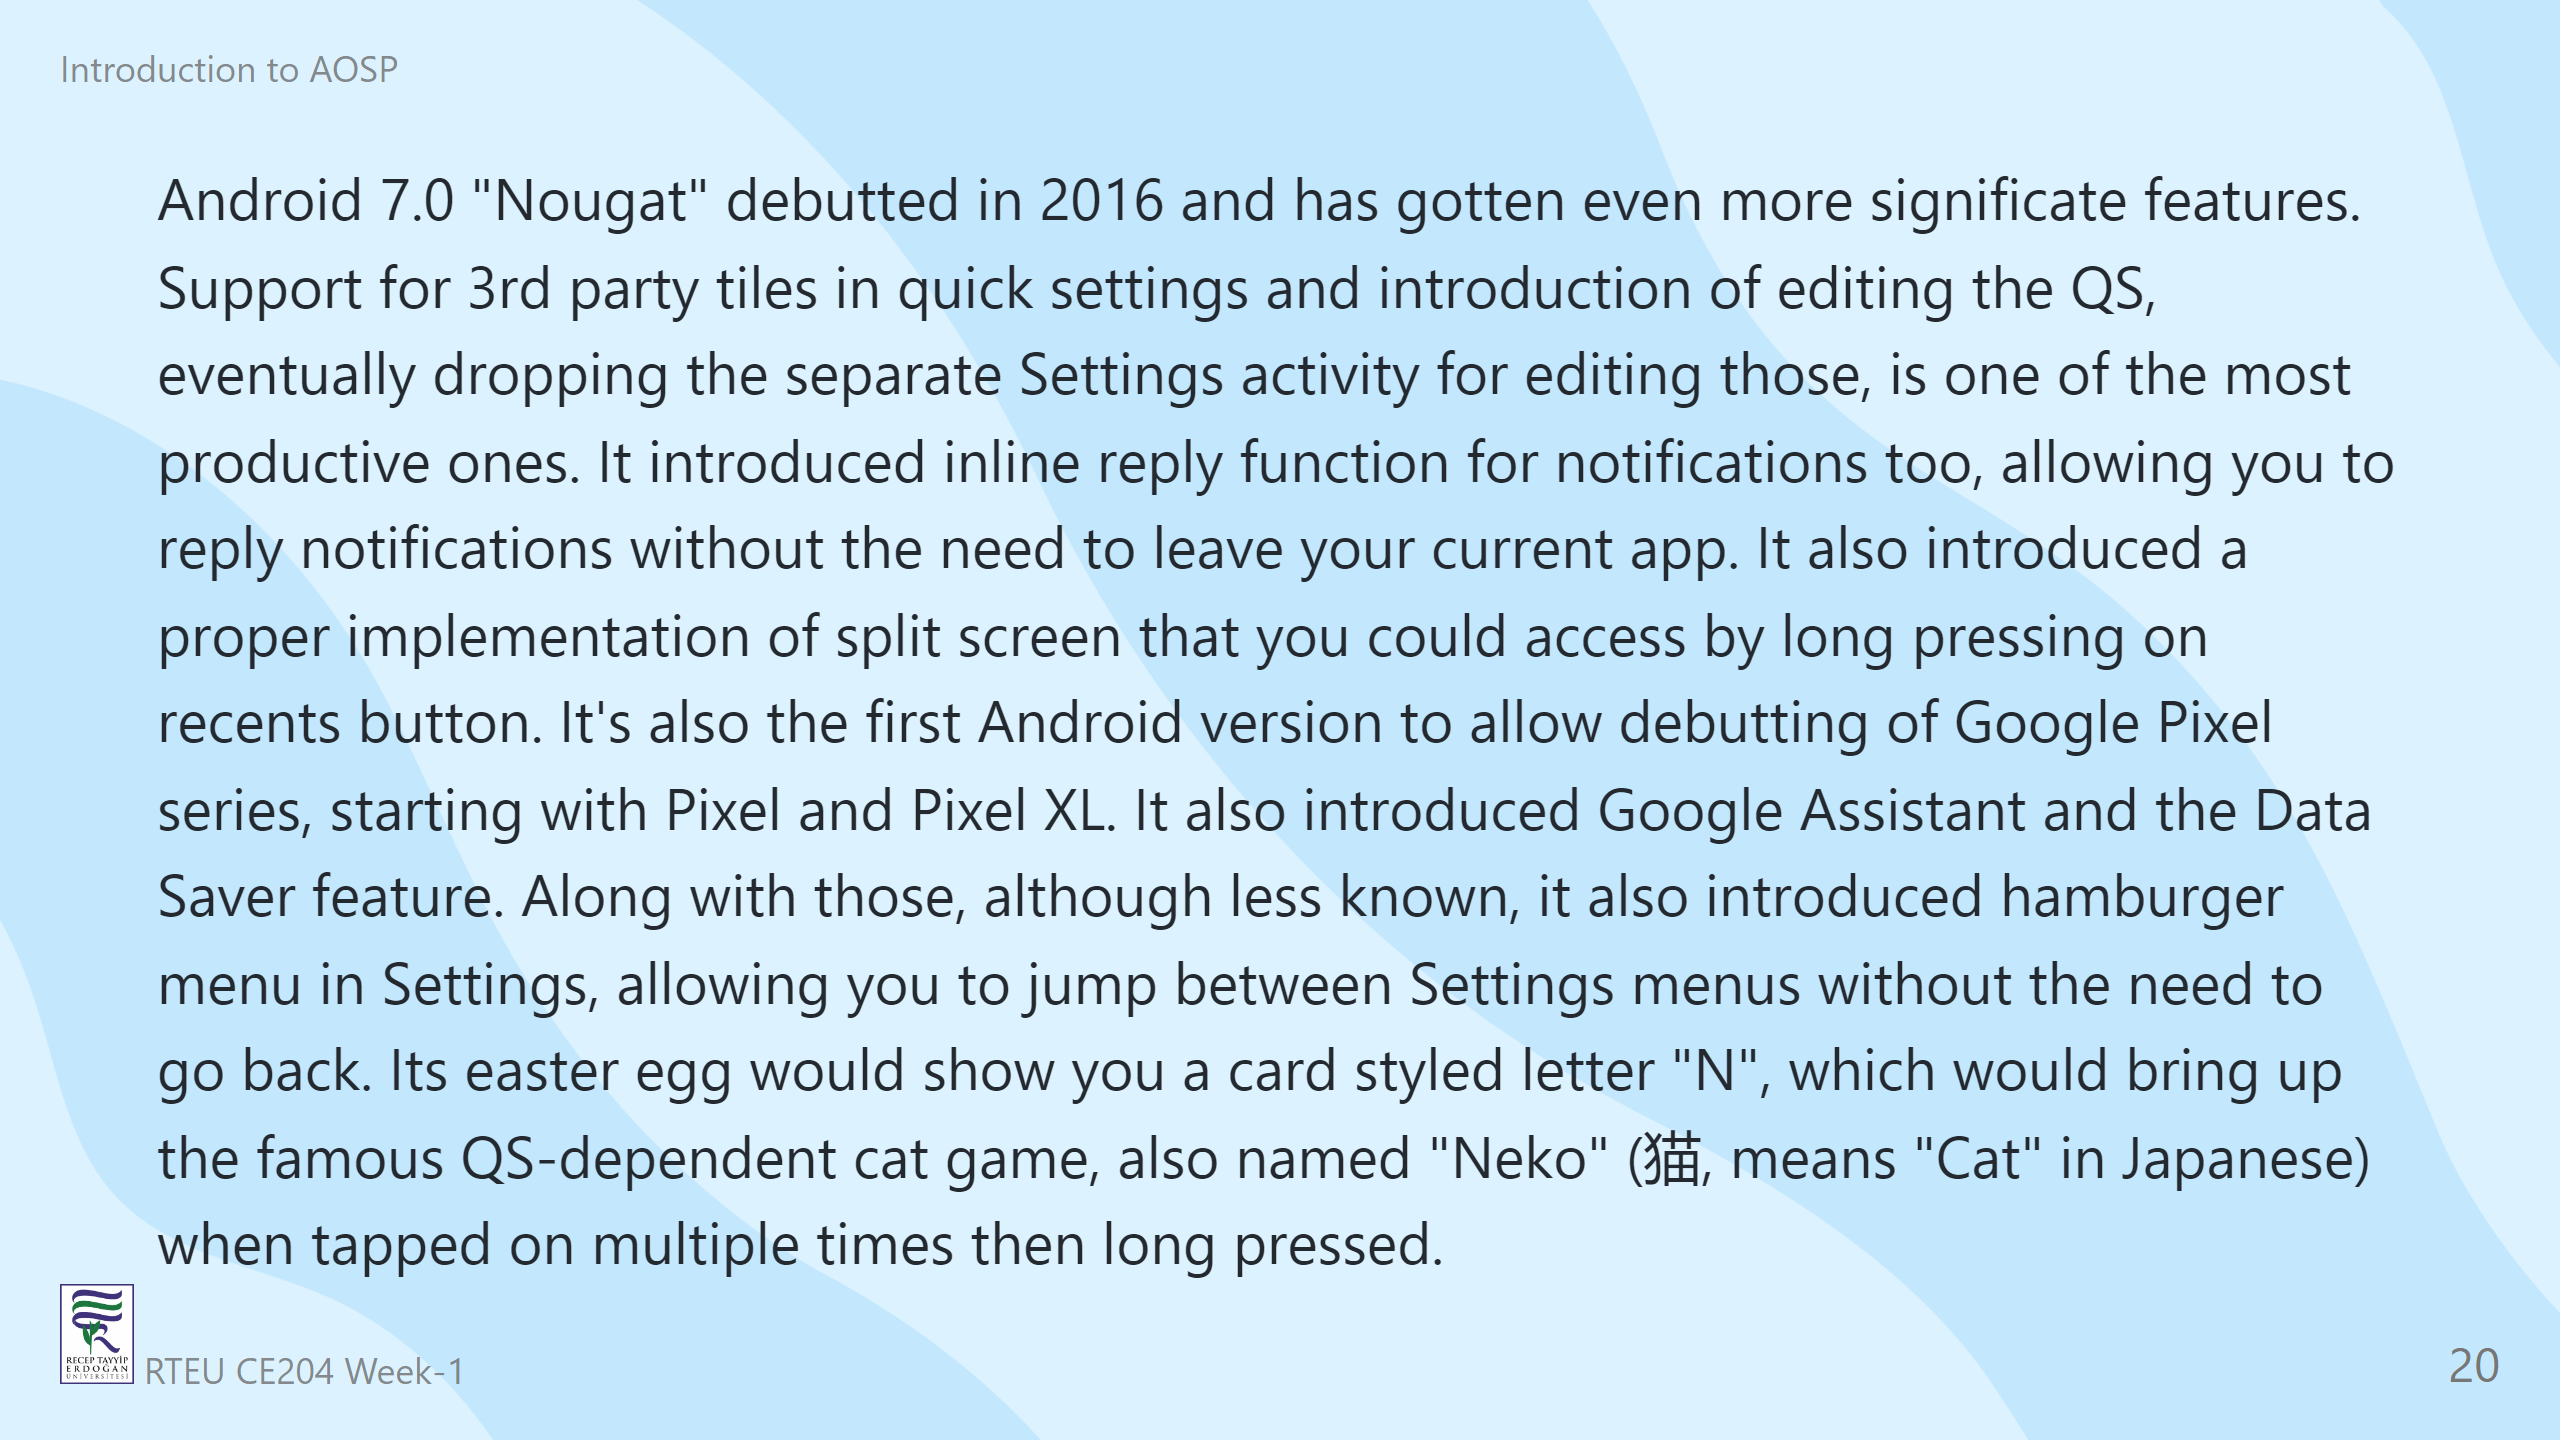 Introduction to AOSP
Android 7.0 "Nougat" debutted in 2016 and has gotten even more significate features.
Support for 3rd party tiles in quick settings and introduction of editing the QS,
eventually dropping the separate Settings activity for editing those, is one of the most
productive ones. It introduced inline reply function for notifications too, allowing you to
reply notifications without the need to leave your current app. It also introduced a
proper implementation of split screen that you could access by long pressing on
recents button. It's also the first Android version to allow debutting of Google Pixel
series, starting with Pixel and Pixel XL. It also introduced Google Assistant and the Data
Saver feature. Along with those, although less known, it also introduced hamburger
menu in Settings, allowing you to jump between Settings menus without the need to
go back. Its easter egg would show you a card styled letter "N", which would bring up
the famous QS-dependent cat game, also named "Neko" (猫, means "Cat" in Japanese)
when tapped on multiple times then long pressed.
RECEP TAYYİP
ERDOĞAN
ÜNİVERSİTESİ
RTEU CE204 Week-1
20